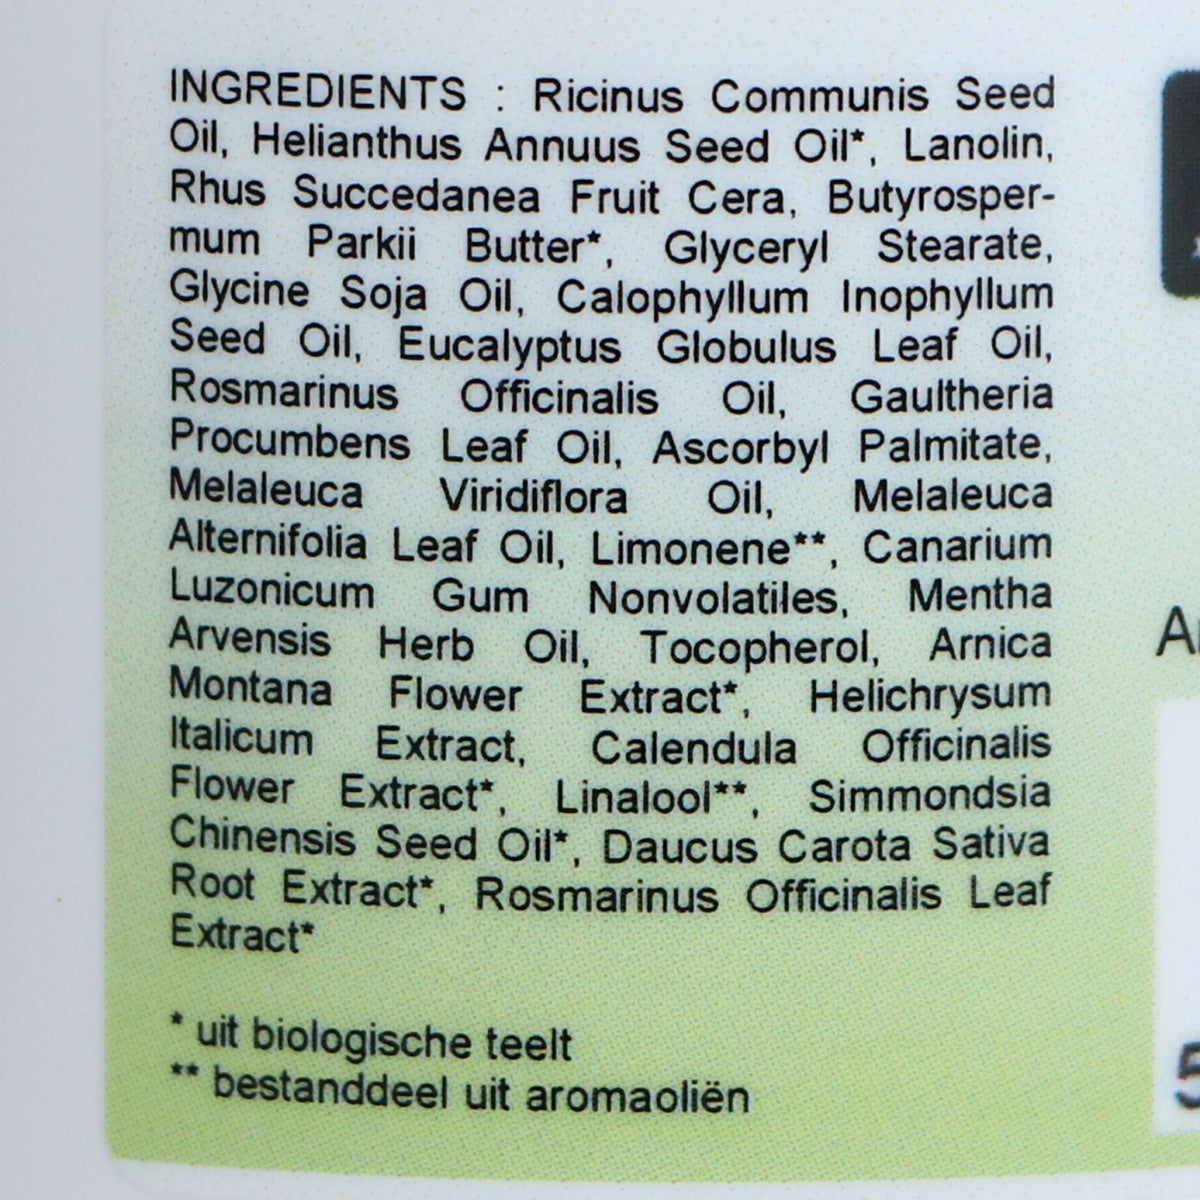 INGREDIENTS : Ricinus Communis Seed
Oil, Helianthus Annuus Seed Oil*, Lanolin,
Rhus Succedanea Fruit Cera, Butyrosper-
mum Parkii Butter*, Glyceryl Stearate,
Glycine Soja Oil, Calophyllum Inophyllum
Seed Oil, Eucalyptus Globulus Leaf Oil,
Rosmarinus Officinalis Oil, Gaultheria
Procumbens Leaf Oil, Ascorbyl Palmitate,
Melaleuca Viridiflora Oil, Melaleuca
Alternifolia Leaf Oil, Limonene**, Canarium
Luzonicum Gum Nonvolatiles, Mentha
Arvensis Herb Oil, Tocopherol, Arnica
Montana Flower Extract*, Helichrysum
Italicum Extract, Calendula Officinalis
Flower Extract*, Linalool**, Simmondsia
Chinensis Seed Oil*, Daucus Carota Sativa
Root Extract*, Rosmarinus Officinalis Leaf
Extract*
* uit biologische teelt
** bestanddeel uit aromaoliën